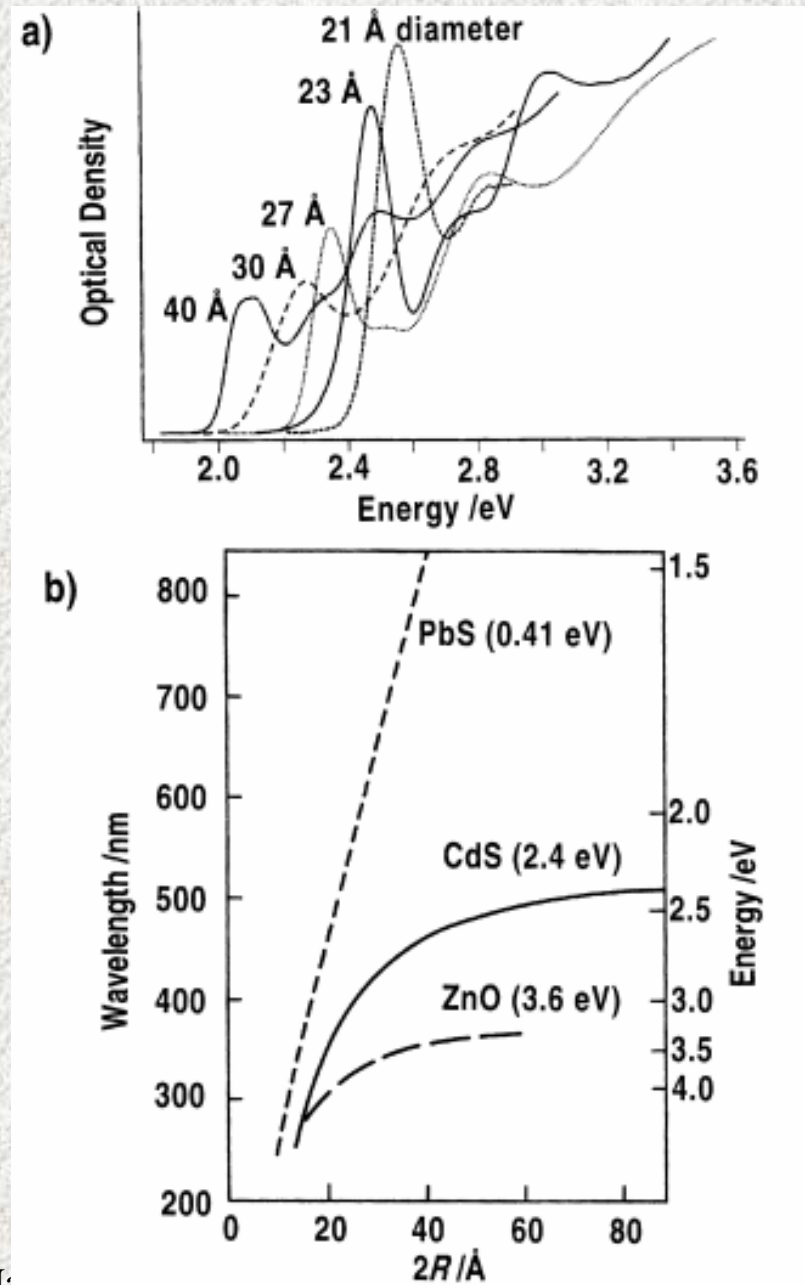 a)
21 Å diameter
23 Å
27 Å
30 Å
40 Å
Optical Density
2.0 2.4 2.8 3.2 3.6
Energy /eV
b)
800
700
600
500
400
300
200
Wavelength /nm
PbS (0.41 eV)
CdS (2.4 eV)
ZnO (3.6 eV)
1.5
2.0
2.5
3.0
3.5
4.0
Energy /eV
0 20 40 60 80
2R /Å